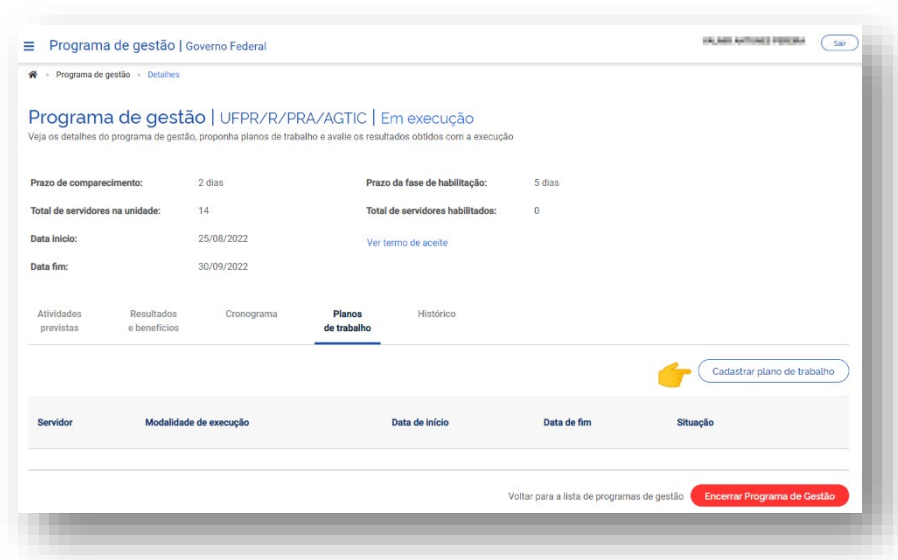 Programa de gestão | Governo Federal
Sair
Programa de gestão Detalhes
Programa de gestão | UFPR/R/PRA/AGTIC | Em execução
Veja os detalhes do programa de gestão, proponha planos de trabalho e avalie os resultados obtidos com a execução
Prazo de comparecimento: 2 dias Prazo da fase de habilitação: 5 dias
Total de servidores na unidade: 14 Total de servidores habilitados: 0
Data inicio: 25/08/2022 Ver termo de aceite
Data fim: 30/09/2022
Atividades previstas Resultados e benefícios Cronograma Planos de trabalho Histórico
Cadastrar plano de trabalho
Servidor Modalidade de execução Data de início Data de fim Situação
Voltar para a lista de programas de gestão Encerrar Programa de Gestão